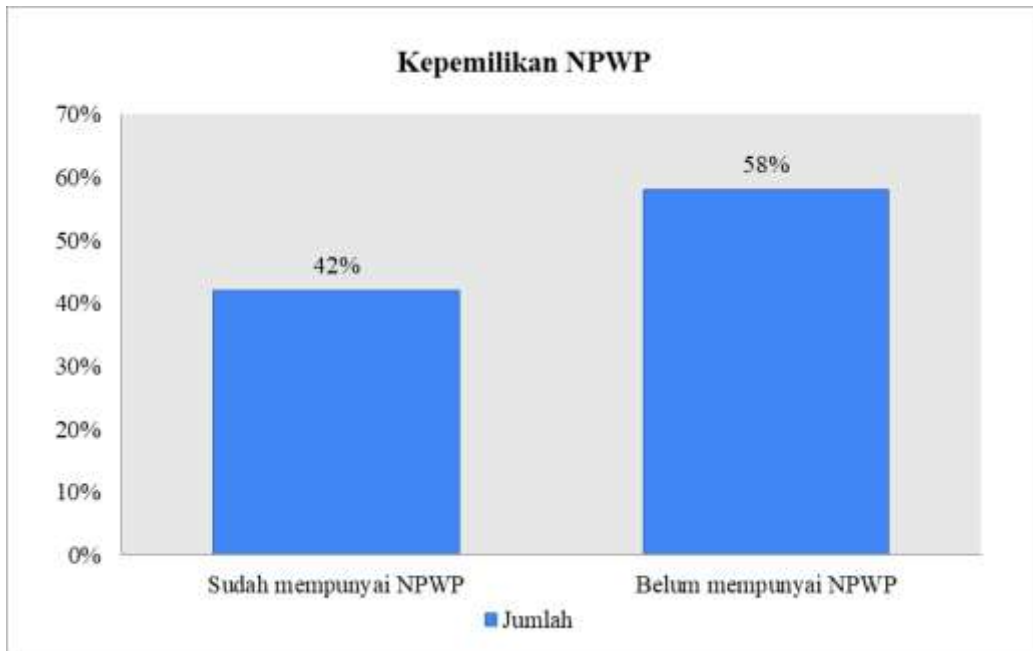 Kepemilikan NPWP
70%
60%
50%
40%
30%
20%
10%
0%
42%
58%
Sudah mempunyai NPWP
Belum mempunyai NPWP
Jumlah